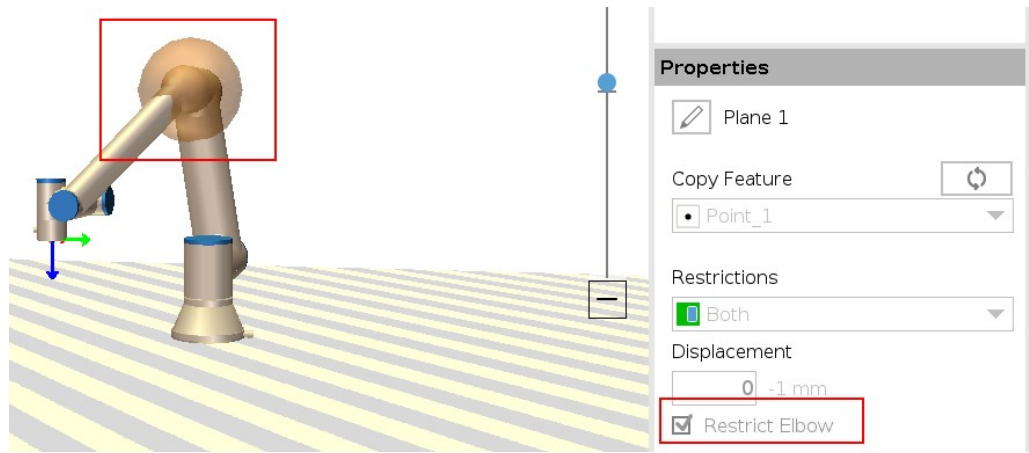 Properties
Plane 1
Copy Feature
Point_1
Restrictions
Both
Displacement
0 -1 mm
Restrict Elbow